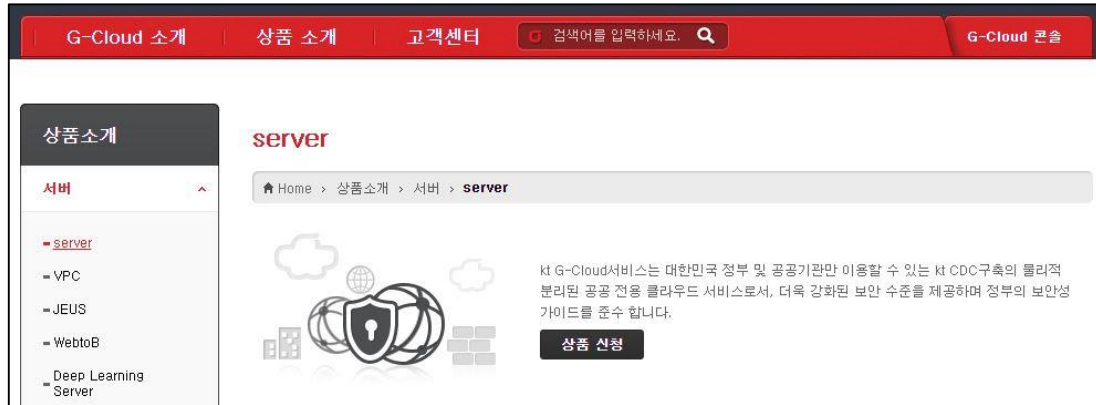 G-Cloud 소개
상품 소개
고객센터
검색어를 입력하세요.
G-Cloud 콘솔
상품소개
서버
server
VPC
JEUS
WebtoB
Deep Learning
Server
server
Home > 상품소개 > 서버 > server
kt G-Cloud서비스는 대한민국 정부 및 공공기관만 이용할 수 있는 kt CDC구축의 물리적
분리된 공공 전용 클라우드 서비스로서, 더욱 강화된 보안 수준을 제공하며 정부의 보안성
가이드를 준수 합니다.
상품 신청